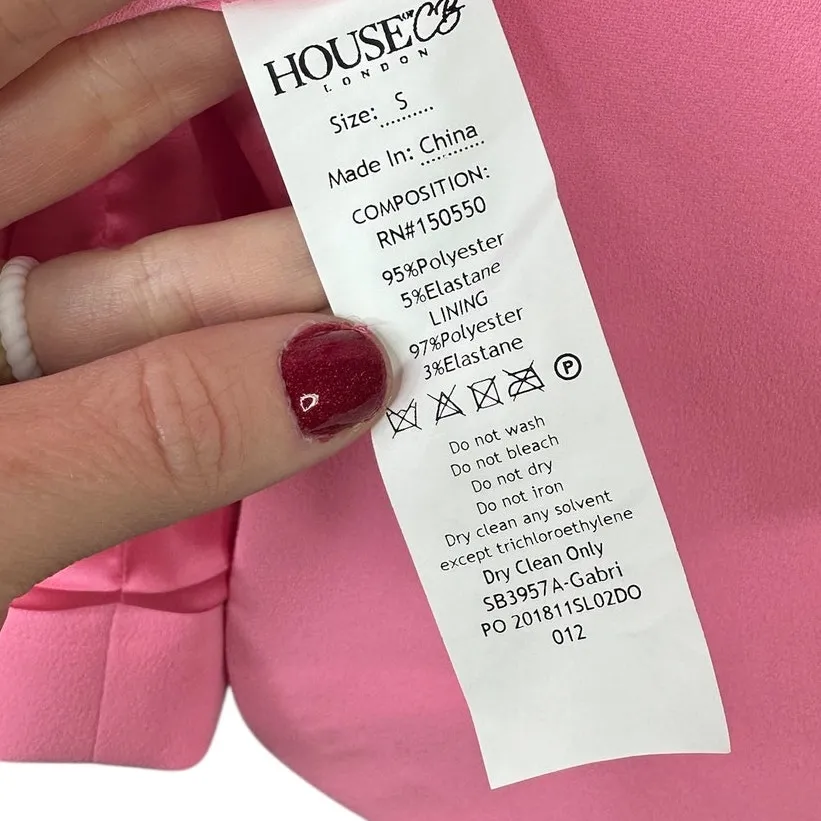 HOUSE OF CB
LONDON
Size: S
Made In: China
COMPOSITION:
RN#150550
95%Polyester
5%Elastane
LINING
97%Polyester
3%Elastane
P
Do not wash
Do not bleach
Do not dry
Do not iron
Dry clean any solvent
except trichloroethylene
Dry Clean Only
SB3957A-Gabri
PO 201811SL02DO
012